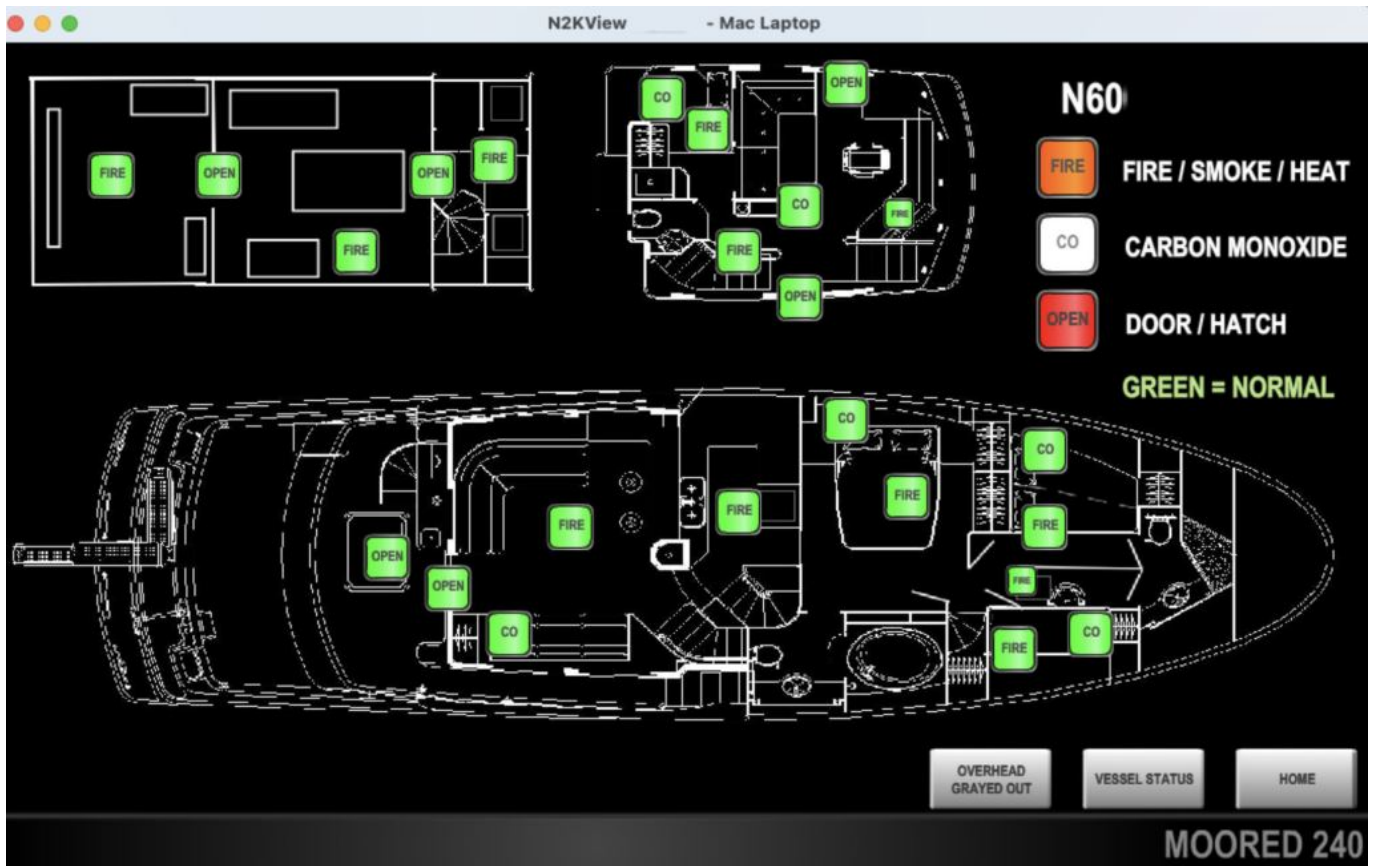 N2KView
- Mac Laptop
N60
FIRE
FIRE / SMOKE / HEAT
CO
CARBON MONOXIDE
OPEN
DOOR / HATCH
GREEN = NORMAL
FIRE
OPEN
OPEN
FIRE
FIRE
CO
FIRE
OPEN
CO
FIRE
FIRE
OPEN
OPEN
OPEN
FIRE
CO
FIRE
CO
FIRE
CO
FIRE
FIRE
FIRE
CO
OVERHEAD
GRAYED OUT
VESSEL STATUS
HOME
MOORED 240